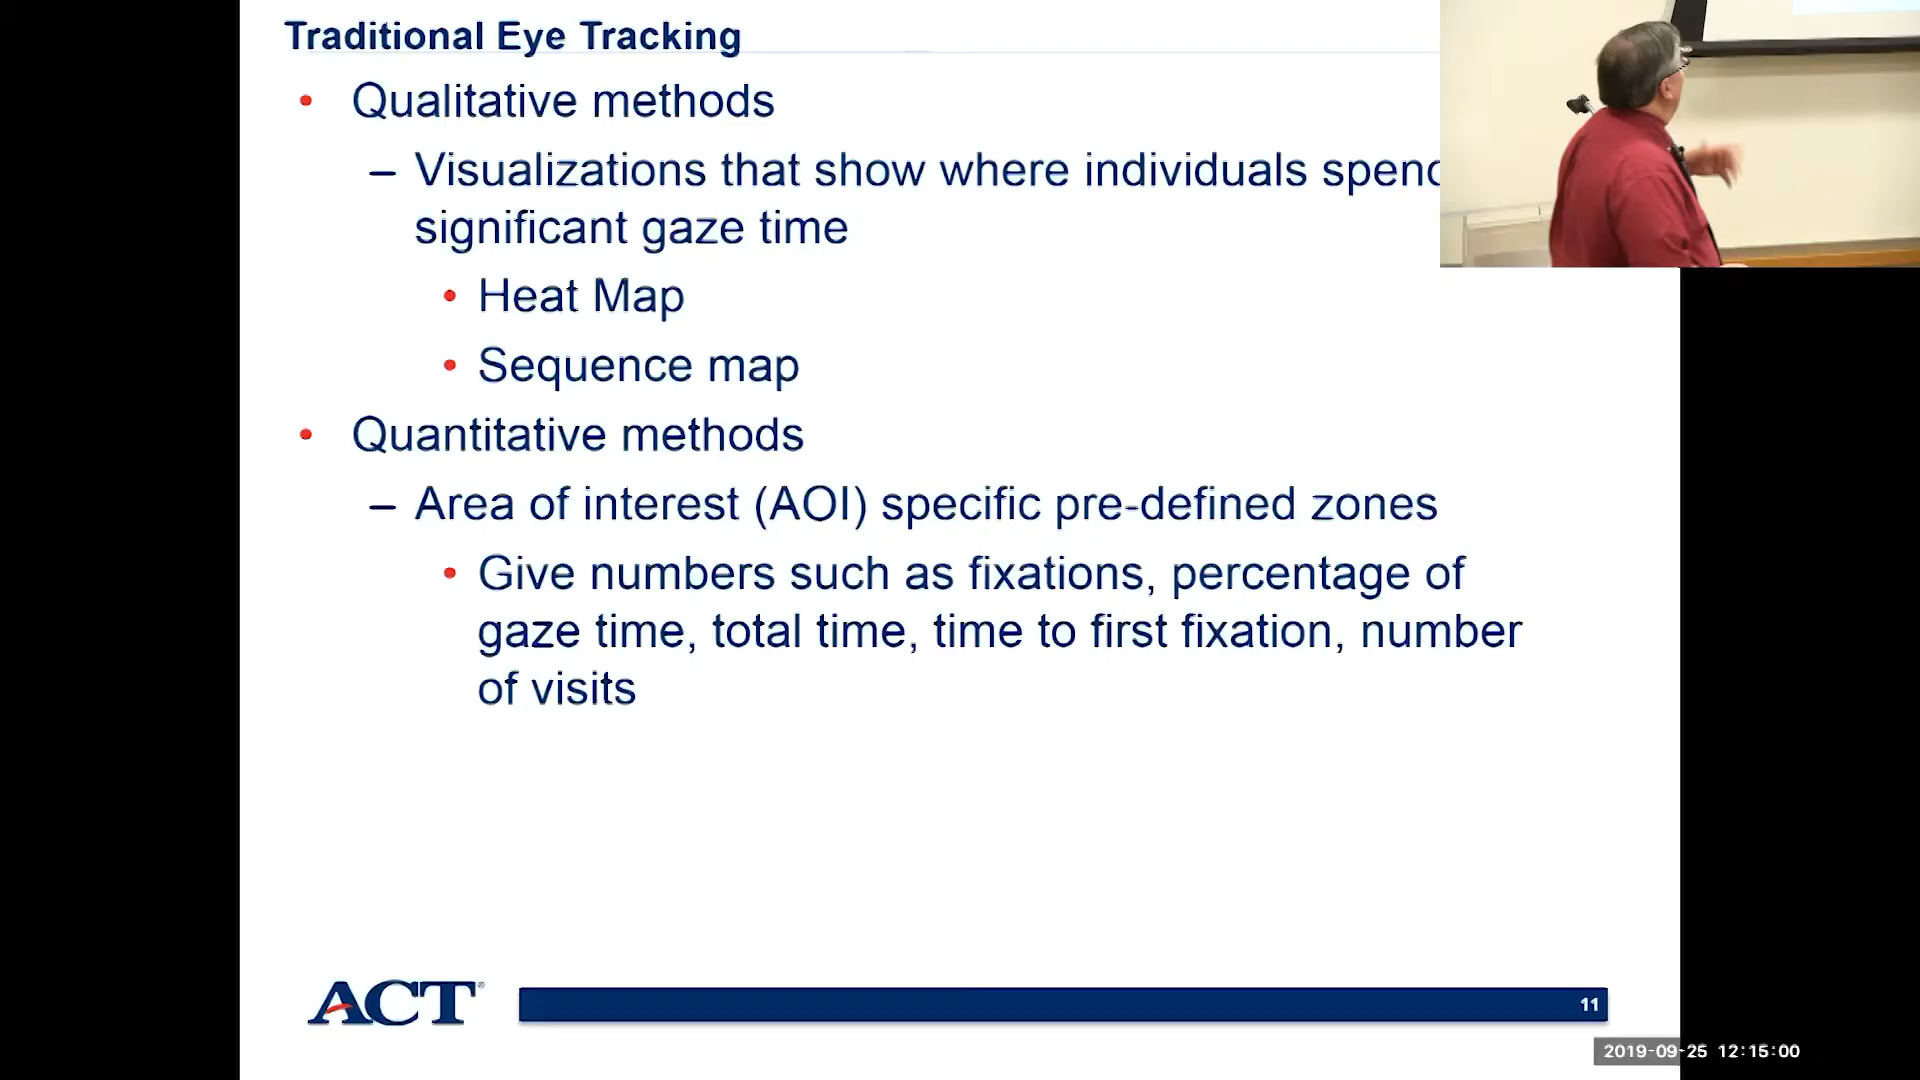 Traditional Eye Tracking
• Qualitative methods
– Visualizations that show where individuals spend
significant gaze time
• Heat Map
• Sequence map
• Quantitative methods
– Area of interest (AOI) specific pre-defined zones
• Give numbers such as fixations, percentage of
gaze time, total time, time to first fixation, number
of visits
ACT®
11
2019-09-25 12:15:00